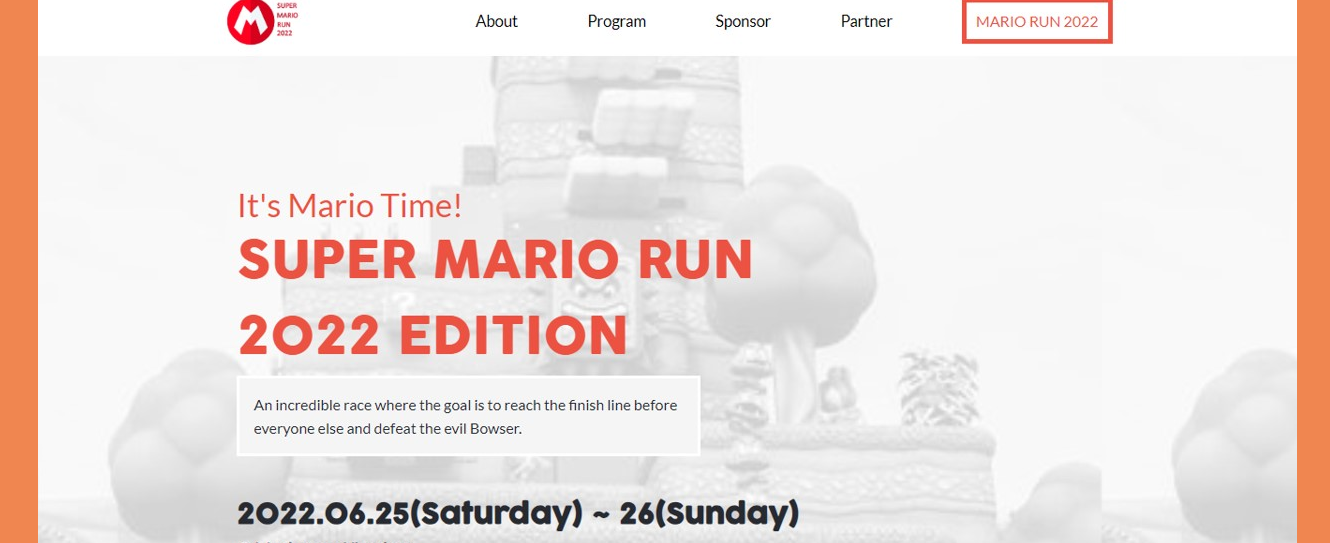 SUPER
MARIO
RUN
2022
About
Program
Sponsor
Partner
MARIO RUN 2022
It's Mario Time!
SUPER MARIO RUN
2022 EDITION
An incredible race where the goal is to reach the finish line before
everyone else and defeat the evil Bowser.
2022.06.25(Saturday) ~ 26(Sunday)